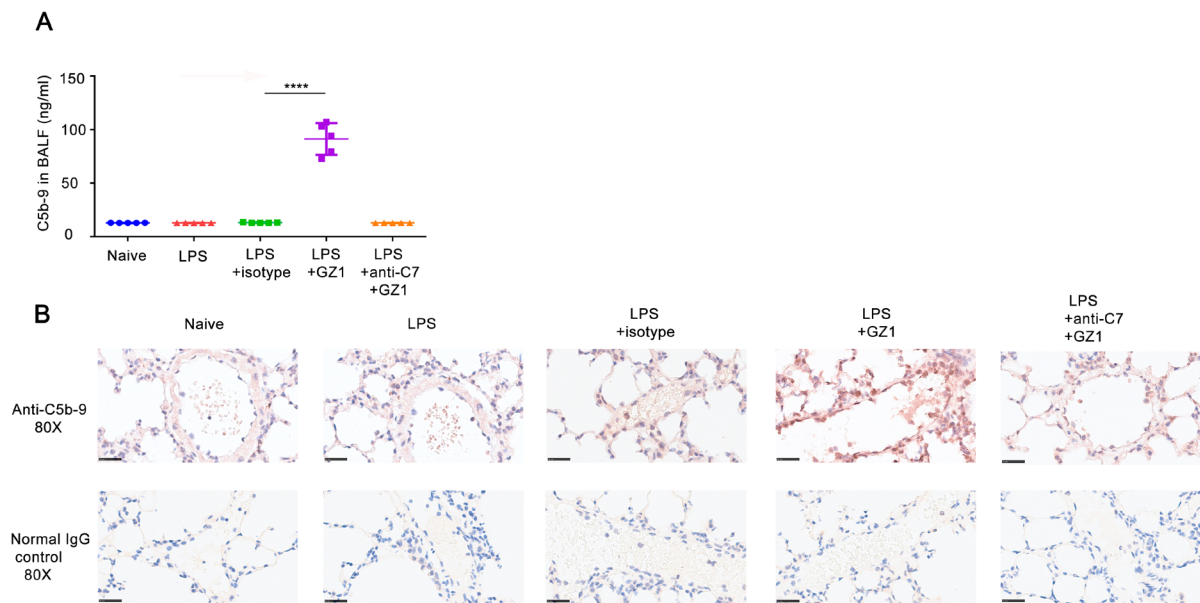 A
C5b-9 in BALF (ng/ml)
150
100
50
0
****
Naive
LPS
LPS
+isotype
LPS
+GZ1
LPS
+anti-C7
+GZ1
B
Naive
LPS
LPS
+isotype
LPS
+GZ1
LPS
+anti-C7
+GZ1
Anti-C5b-9
80X
Normal IgG
control
80X